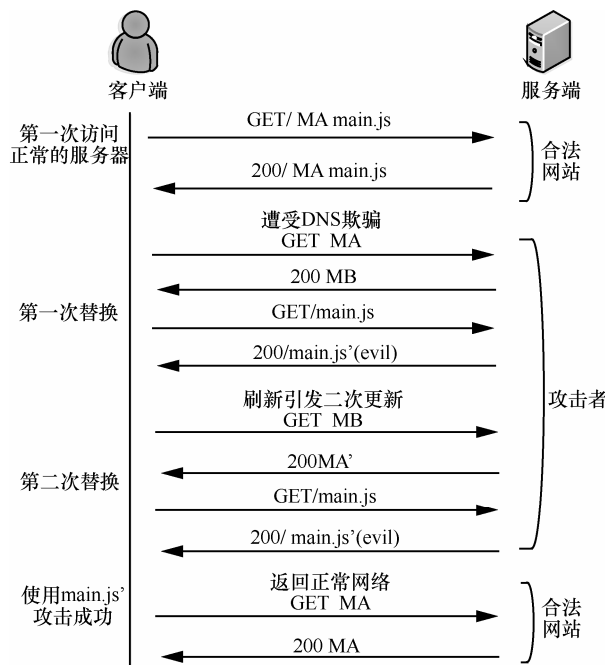 客户端
服务端
第一次访问
正常的服务器
GET/ MA main.js
200/ MA main.js
合法
网站
遭受DNS欺骗
GET MA
200 MB
第一次替换
GET/main.js
200/main.js’(evil)
攻击者
刷新引发二次更新
GET MB
200MA’
第二次替换
GET/main.js
200/ main.js’(evil)
使用main.js’
攻击成功
返回正常网络
GET MA
200 MA
合法
网站